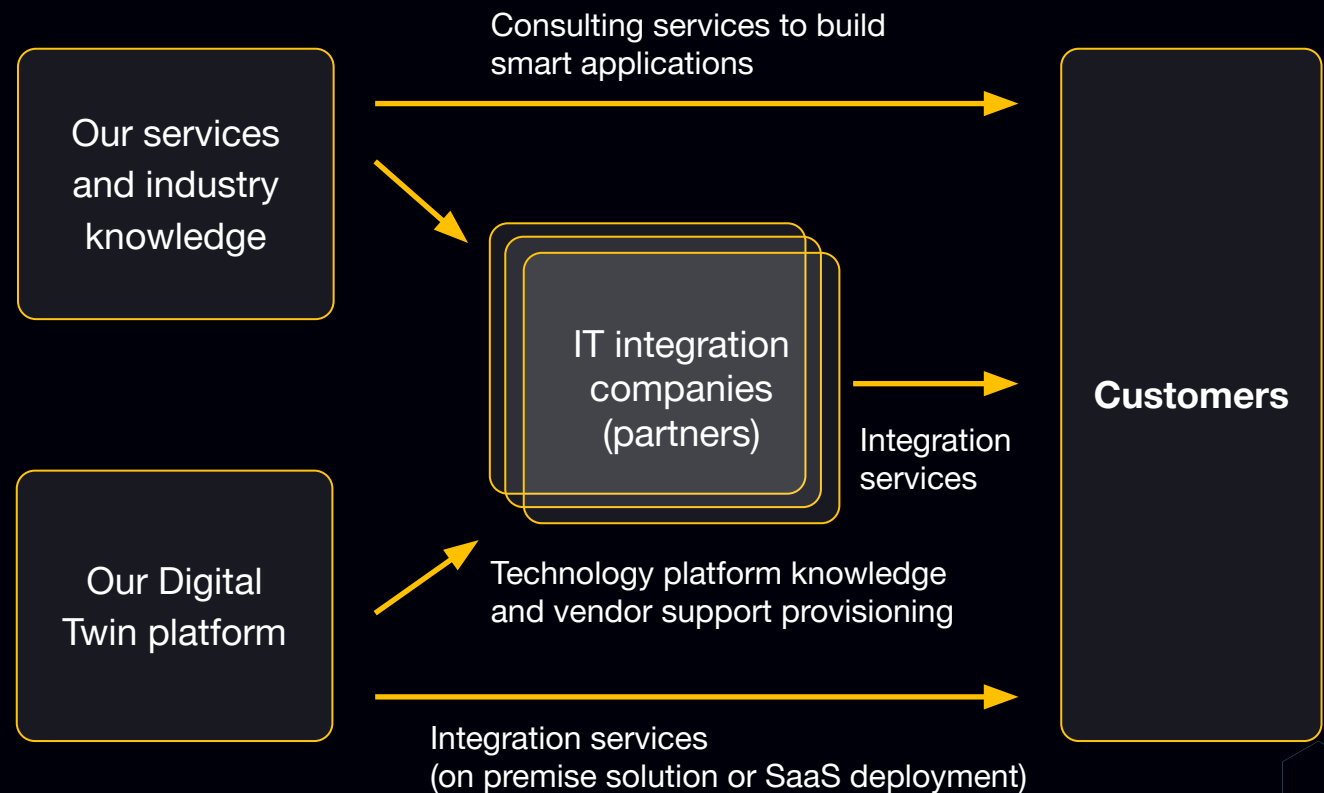 Consulting services to build
smart applications
Our services
and industry
knowledge
IT integration
companies
(partners)
Customers
Integration
services
Our Digital
Twin platform
Technology platform knowledge
and vendor support provisioning
Integration services
(on premise solution or SaaS deployment)